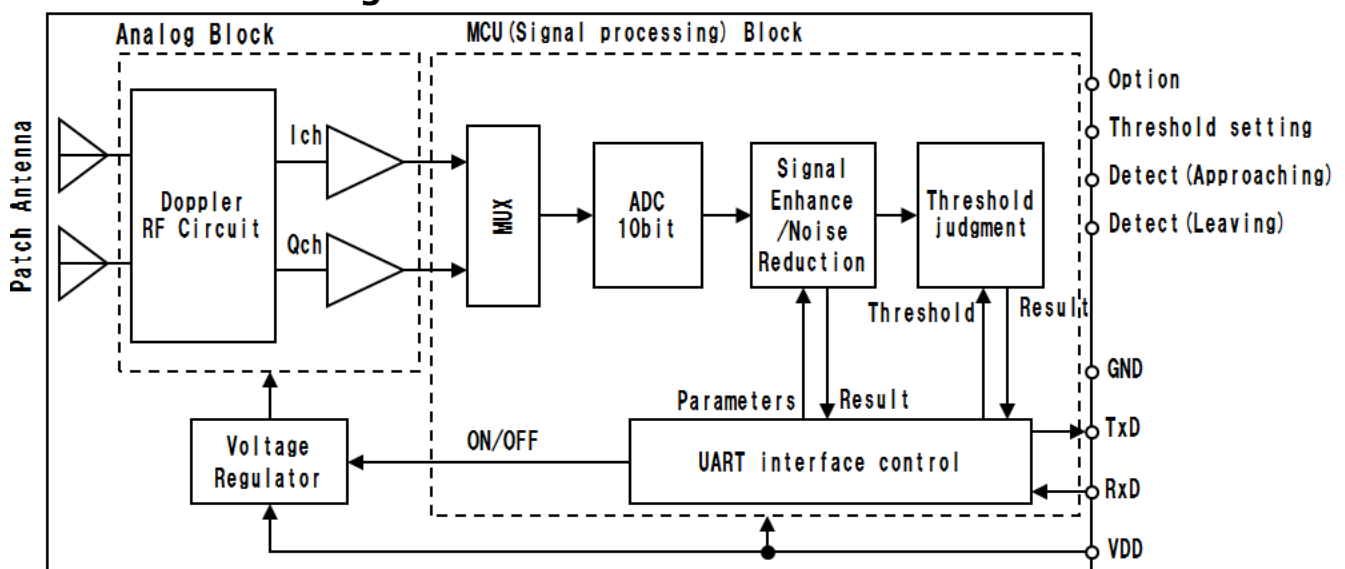 Analog Block
MCU(Signal processing) Block
Patch Antenna
Doppler
RF Circuit
Ich
Qch
MUX
ADC
10bit
Signal
Enhance
/Noise
Reduction
Threshold
judgment
Threshold
Result
Parameters
Result
Voltage
Regulator
ON/OFF
UART interface control
Option
Threshold setting
Detect(Approaching)
Detect(Leaving)
GND
TxD
RxD
VDD